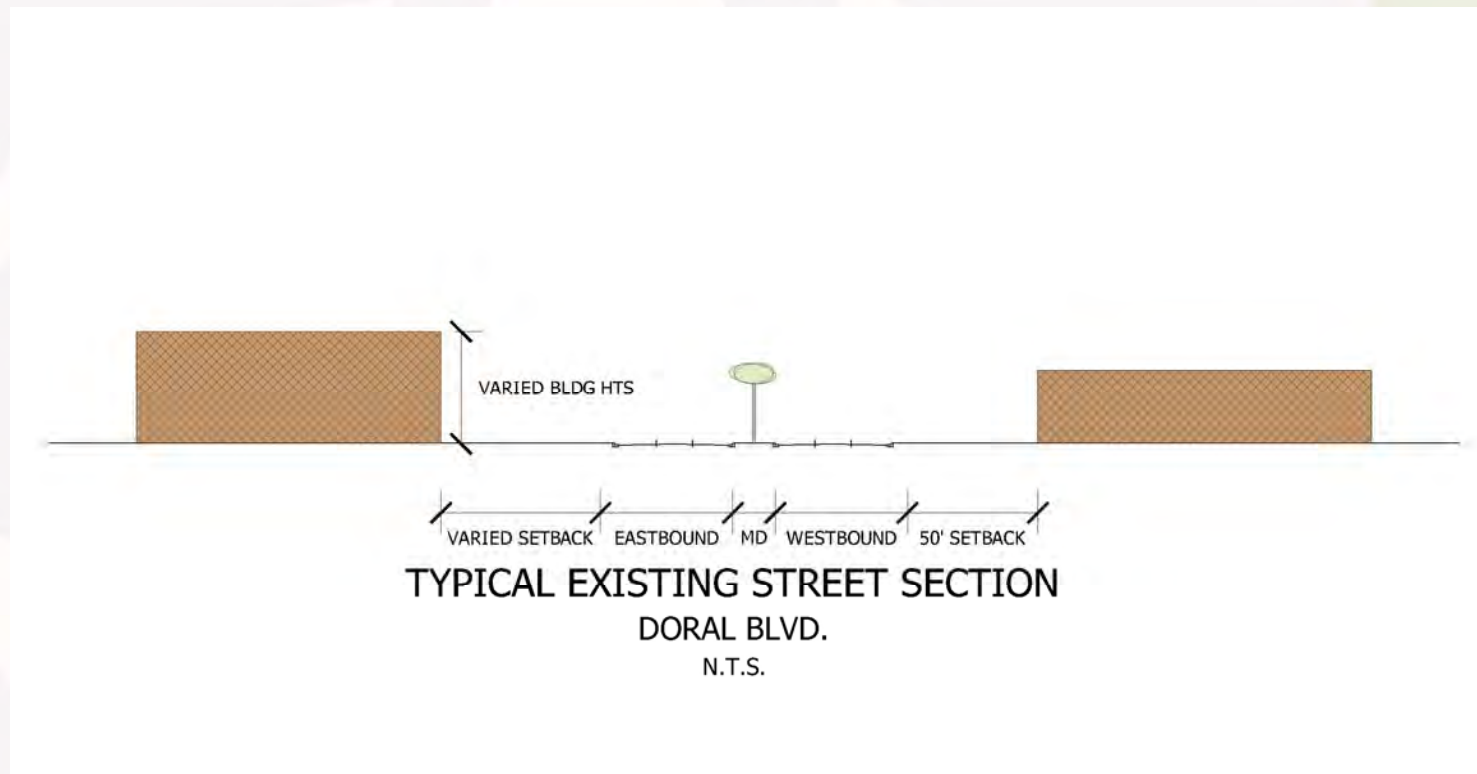 VARIED BLDG HTS
VARIED SETBACK EASTBOUND MD WESTBOUND 50' SETBACK
TYPICAL EXISTING STREET SECTION
DORAL BLVD.
N.T.S.